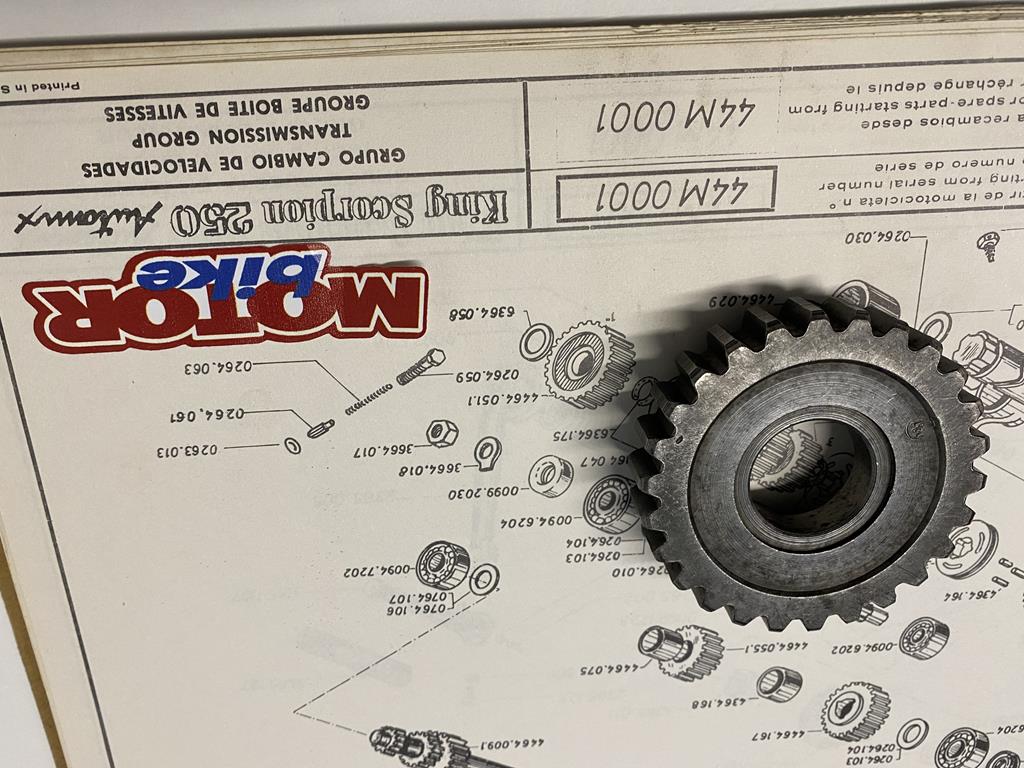 4464.0091
0264.103
0264.104
4464.167
4364.168
4464.075
0094.6202
4464.055.1
4364.164
0764.106
0764.107
0094.7202
0264.010
0264.103
0264.104
0094.6204
0099.2030
3664.018
3664.017
6364.175
0263.013
0264.061
4464.051.1
0264.059
0264.063
6364.058
4464.029
MOTOR
bike
0264.030
King Scorpion 250 Automix
GRUPO CAMBIO DE VELOCIDADES
TRANSMISSION GROUP
GROUPE BOITE DE VITESSES
de la motocicleta n°
starting from serial number
numero de serie
44M 0001
recambios desde
spare-parts starting from
réchange depuis le
44M 0001
Printed in